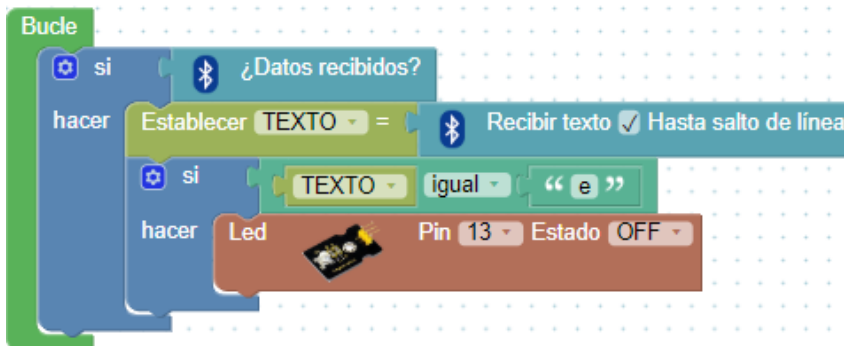 Bucle
si ¿Datos recibidos?
hacer Establecer TEXTO = Recibir texto Hasta salto de línea
si TEXTO igual “ e ”
hacer Led Pin 13 Estado OFF